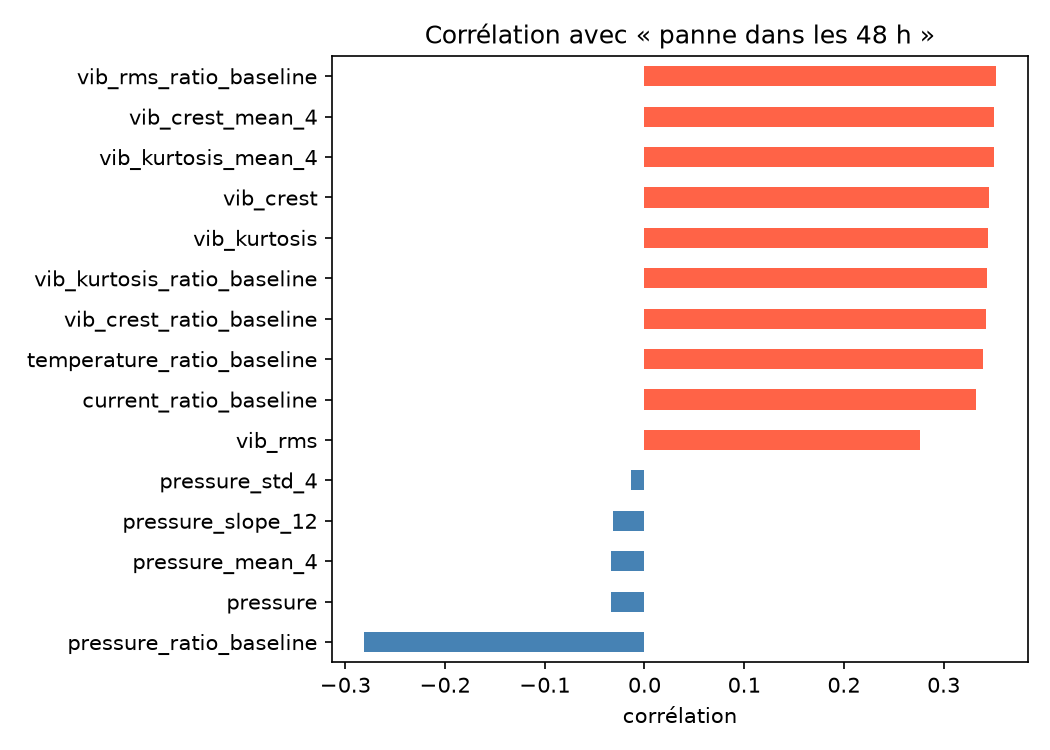 Corrélation avec « panne dans les 48 h »
vib_rms_ratio_baseline
vib_crest_mean_4
vib_kurtosis_mean_4
vib_crest
vib_kurtosis
vib_kurtosis_ratio_baseline
vib_crest_ratio_baseline
temperature_ratio_baseline
current_ratio_baseline
vib_rms
pressure_std_4
pressure_slope_12
pressure_mean_4
pressure
pressure_ratio_baseline
−0.3 −0.2 −0.1 0.0 0.1 0.2 0.3
corrélation